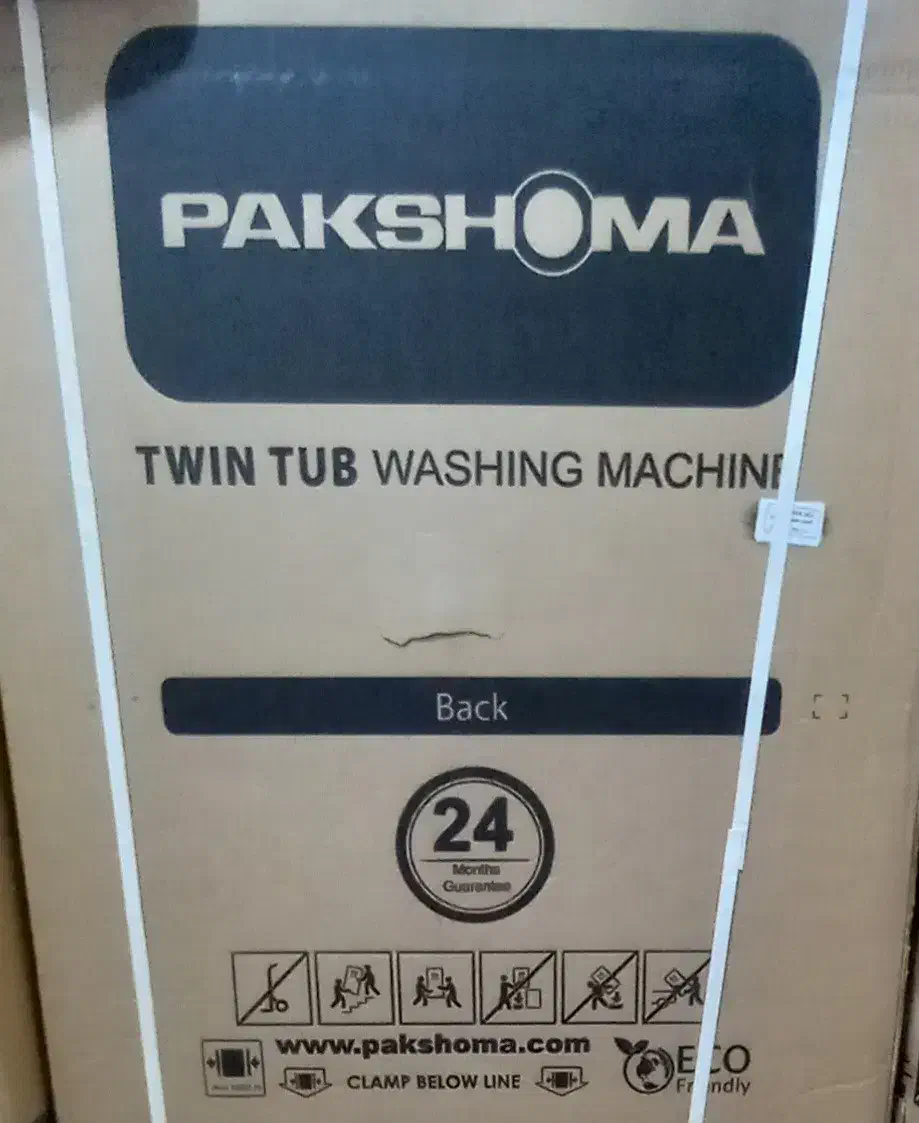 PAKSHOMA
TWIN TUB WASHING MACHINE
Back
24
Months
Guarantee
www.pakshoma.com
CLAMP BELOW LINE
ECO
Friendly